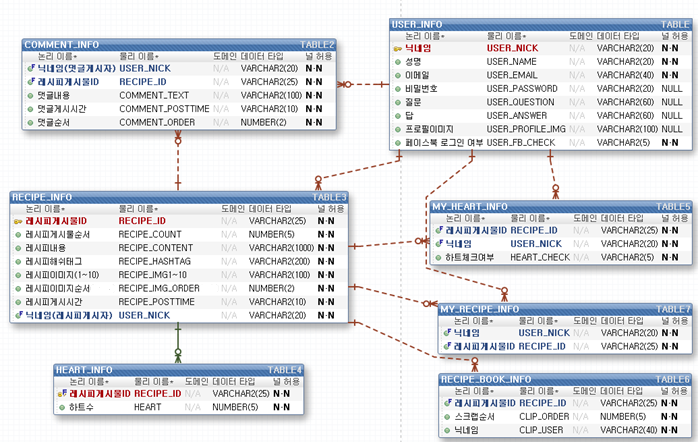 COMMENT_INFO TABLE2
논리 이름* 물리 이름* 도메인 데이터 타입 널 허용
닉네임(댓글게시자) USER_NICK N/A VARCHAR2(20) N·N
레시피게시물ID RECIPE_ID N/A VARCHAR2(25) N·N
댓글내용 COMMENT_TEXT N/A VARCHAR2(100) N·N
댓글게시시간 COMMENT_POSTTIME N/A VARCHAR2(10) N·N
댓글순서 COMMENT_ORDER N/A NUMBER(2) N·N
USER_INFO TABLE
논리 이름* 물리 이름* 도메인 데이터 타입 널 허용
닉네임 USER_NICK N/A VARCHAR2(20) N·N
성명 USER_NAME N/A VARCHAR2(20) N·N
이메일 USER_EMAIL N/A VARCHAR2(40) N·N
비밀번호 USER_PASSWORD N/A VARCHAR2(20) NULL
질문 USER_QUESTION N/A VARCHAR2(60) NULL
답 USER_ANSWER N/A VARCHAR2(60) NULL
프로필이미지 USER_PROFILE_IMG N/A VARCHAR2(100) NULL
페이스북 로그인 여부 USER_FB_CHECK N/A VARCHAR2(5) N·N
RECIPE_INFO TABLE3
논리 이름* 물리 이름* 도메인 데이터 타입 널 허용
레시피게시물ID RECIPE_ID N/A VARCHAR2(25) N·N
레시피게시물순서 RECIPE_COUNT N/A NUMBER(5) N·N
레시피내용 RECIPE_CONTENT N/A VARCHAR2(1000) N·N
레시피해쉬태그 RECIPE_HASHTAG N/A VARCHAR2(200) N·N
레시피이미지(1~10) RECIPE_IMG1~10 N/A VARCHAR2(100) N·N
레시피이미지순서 RECIPE_IMG_ORDER N/A NUMBER(2) N·N
레시피게시시간 RECIPE_POSTTIME N/A VARCHAR2(10) N·N
닉네임(레시피게시자) USER_NICK N/A VARCHAR2(20) N·N
MY_HEART_INFO TABLE5
논리 이름* 물리 이름* 도메인 데이터 타입 널 허용
레시피게시물ID RECIPE_ID N/A VARCHAR2(25) N·N
닉네임 USER_NICK N/A VARCHAR2(20) N·N
하트체크여부 HEART_CHECK N/A VARCHAR2(5) N·N
MY_RECIPE_INFO TABLE7
논리 이름* 물리 이름* 도메인 데이터 타입 널 허용
닉네임 USER_NICK N/A VARCHAR2(20) N·N
레시피게시물ID RECIPE_ID N/A VARCHAR2(25) N·N
HEART_INFO TABLE4
논리 이름* 물리 이름* 도메인 데이터 타입 널 허용
레시피게시물ID RECIPE_ID N/A VARCHAR2(25) N·N
하트수 HEART N/A NUMBER(5) N·N
RECIPE_BOOK_INFO TABLE6
논리 이름* 물리 이름* 도메인 데이터 타입 널 허용
레시피게시물ID RECIPE_ID N/A VARCHAR2(25) N·N
스크랩순서 CLIP_ORDER N/A NUMBER(5) N·N
닉네임 CLIP_USER N/A VARCHAR2(40) N·N